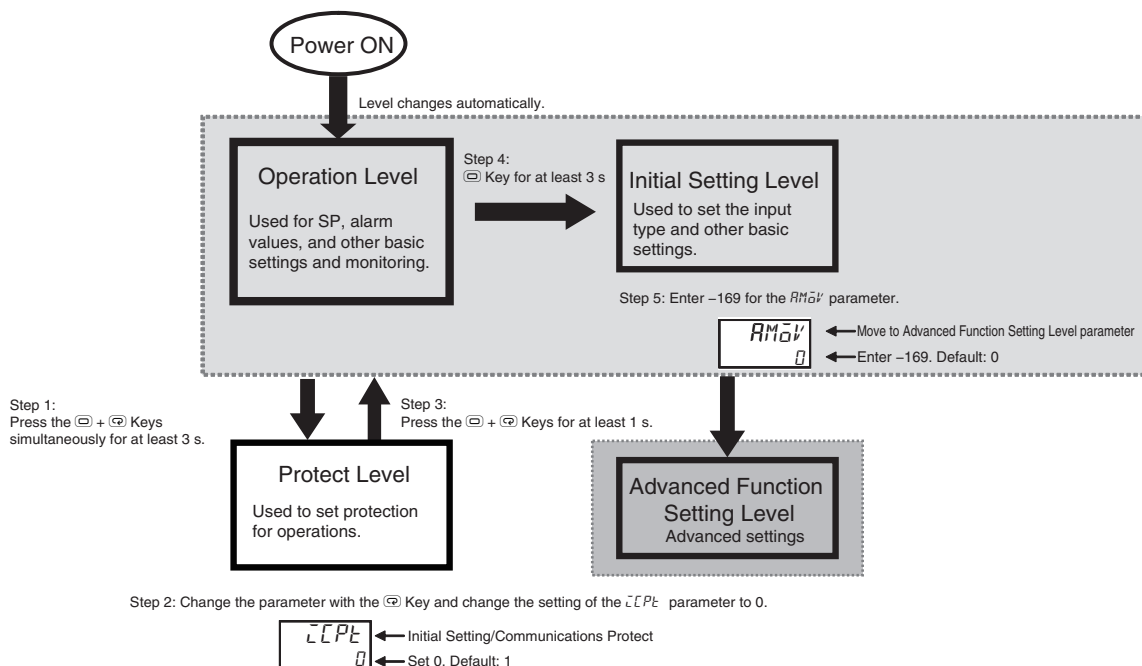 Power ON
Level changes automatically.
Operation Level
Used for SP, alarm
values, and other basic
settings and monitoring.
Step 4:
Key for at least 3 s
Initial Setting Level
Used to set the input
type and other basic
settings.
Step 5: Enter –169 for the AMoV parameter.
AMoV
Move to Advanced Function Setting Level parameter
0
Enter –169. Default: 0
Step 1:
Press the + Keys
simultaneously for at least 3 s.
Step 3:
Press the + Keys for at least 1 s.
Protect Level
Used to set protection
for operations.
Advanced Function
Setting Level
Advanced settings
Step 2: Change the parameter with the Key and change the setting of the iCPt parameter to 0.
iCPt
Initial Setting/Communications Protect
0
Set 0. Default: 1